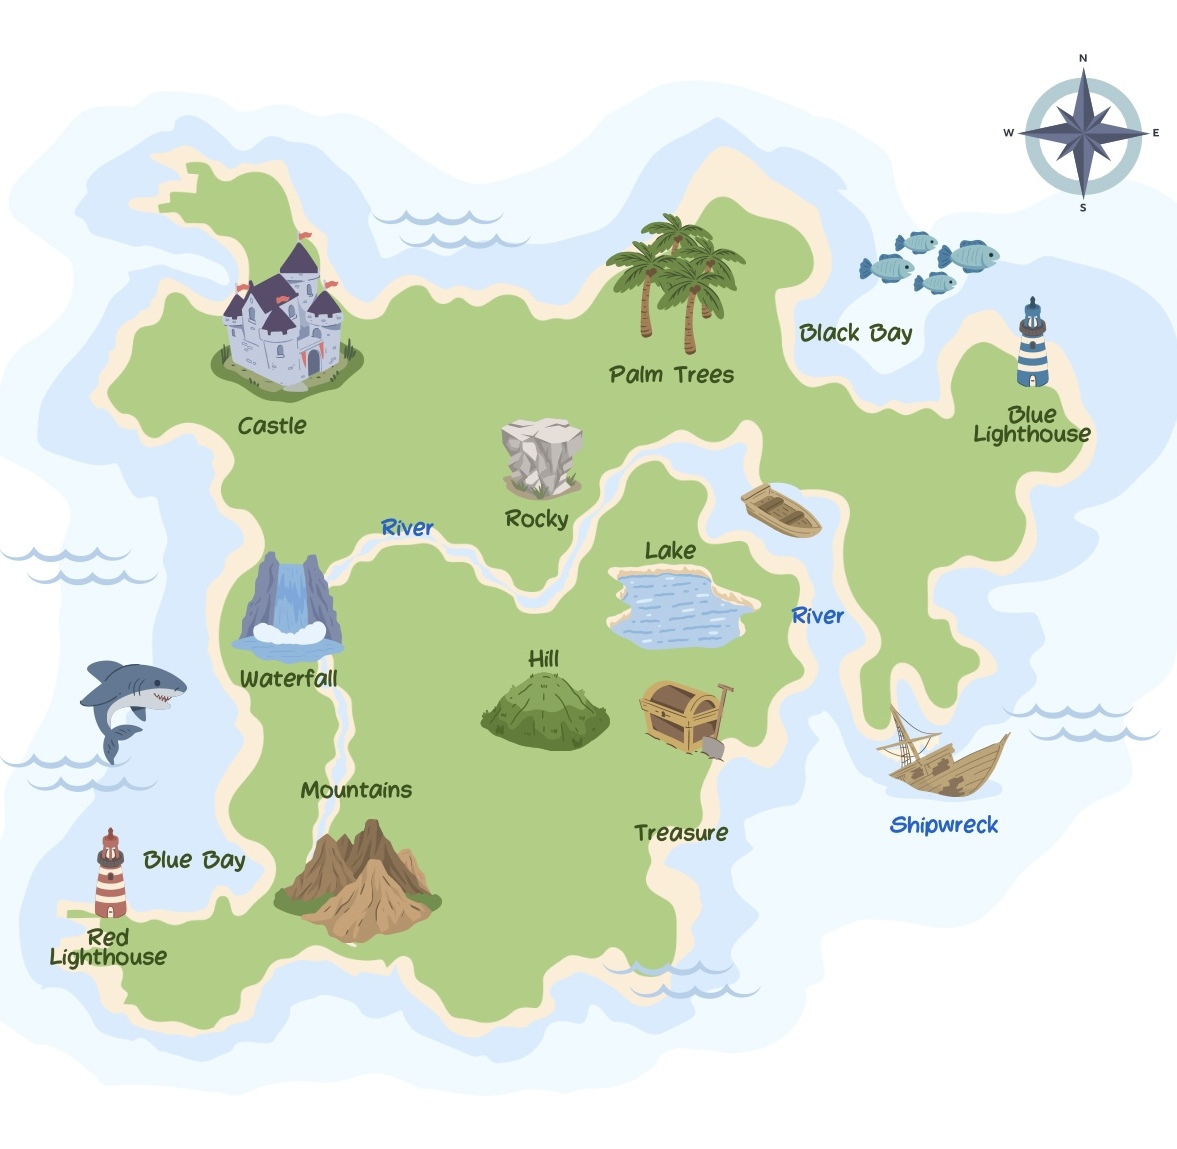 N
W
E
S
Black Bay
Palm Trees
Blue
Lighthouse
Castle
Rocky
River
Lake
River
Hill
Waterfall
Mountains
Shipwreck
Treasure
Blue Bay
Red
Lighthouse